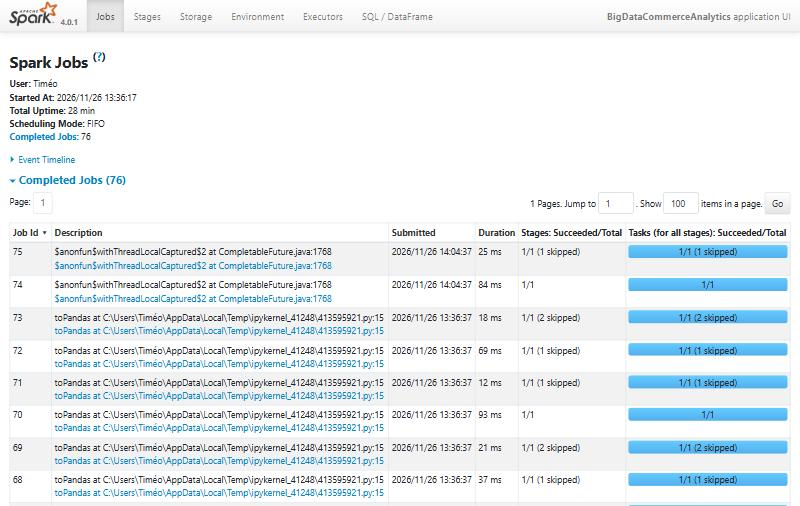 APACHE Spark 4.0.1 Jobs Stages Storage Environment Executors SQL / DataFrame BigDataCommerceAnalytics application UI
Spark Jobs (?)
User: Timéo
Started At: 2026/11/26 13:36:17
Total Uptime: 28 min
Scheduling Mode: FIFO
Completed Jobs: 76
Event Timeline
Completed Jobs (76)
Page: 1 1 Pages. Jump to 1 . Show 100 items in a page. Go
Job Id Description Submitted Duration Stages: Succeeded/Total Tasks (for all stages): Succeeded/Total
75 $anonfun$withThreadLocalCaptured$2 at CompletableFuture.java:1768 2026/11/26 14:04:37 25 ms 1/1 (1 skipped) 1/1 (1 skipped)
$anonfun$withThreadLocalCaptured$2 at CompletableFuture.java:1768
74 $anonfun$withThreadLocalCaptured$2 at CompletableFuture.java:1768 2026/11/26 14:04:37 84 ms 1/1 1/1
$anonfun$withThreadLocalCaptured$2 at CompletableFuture.java:1768
73 toPandas at C:\Users\Timéo\AppData\Local\Temp\ipykernel_41248\413595921.py:15 2026/11/26 13:36:37 18 ms 1/1 (2 skipped) 1/1 (2 skipped)
toPandas at C:\Users\Timéo\AppData\Local\Temp\ipykernel_41248\413595921.py:15
72 toPandas at C:\Users\Timéo\AppData\Local\Temp\ipykernel_41248\413595921.py:15 2026/11/26 13:36:37 69 ms 1/1 (1 skipped) 1/1 (1 skipped)
toPandas at C:\Users\Timéo\AppData\Local\Temp\ipykernel_41248\413595921.py:15
71 toPandas at C:\Users\Timéo\AppData\Local\Temp\ipykernel_41248\413595921.py:15 2026/11/26 13:36:37 12 ms 1/1 (1 skipped) 1/1 (1 skipped)
toPandas at C:\Users\Timéo\AppData\Local\Temp\ipykernel_41248\413595921.py:15
70 toPandas at C:\Users\Timéo\AppData\Local\Temp\ipykernel_41248\413595921.py:15 2026/11/26 13:36:37 93 ms 1/1 1/1
toPandas at C:\Users\Timéo\AppData\Local\Temp\ipykernel_41248\413595921.py:15
69 toPandas at C:\Users\Timéo\AppData\Local\Temp\ipykernel_41248\413595921.py:15 2026/11/26 13:36:37 21 ms 1/1 (2 skipped) 1/1 (2 skipped)
toPandas at C:\Users\Timéo\AppData\Local\Temp\ipykernel_41248\413595921.py:15
68 toPandas at C:\Users\Timéo\AppData\Local\Temp\ipykernel_41248\413595921.py:15 2026/11/26 13:36:37 37 ms 1/1 (1 skipped) 1/1 (1 skipped)
toPandas at C:\Users\Timéo\AppData\Local\Temp\ipykernel_41248\413595921.py:15